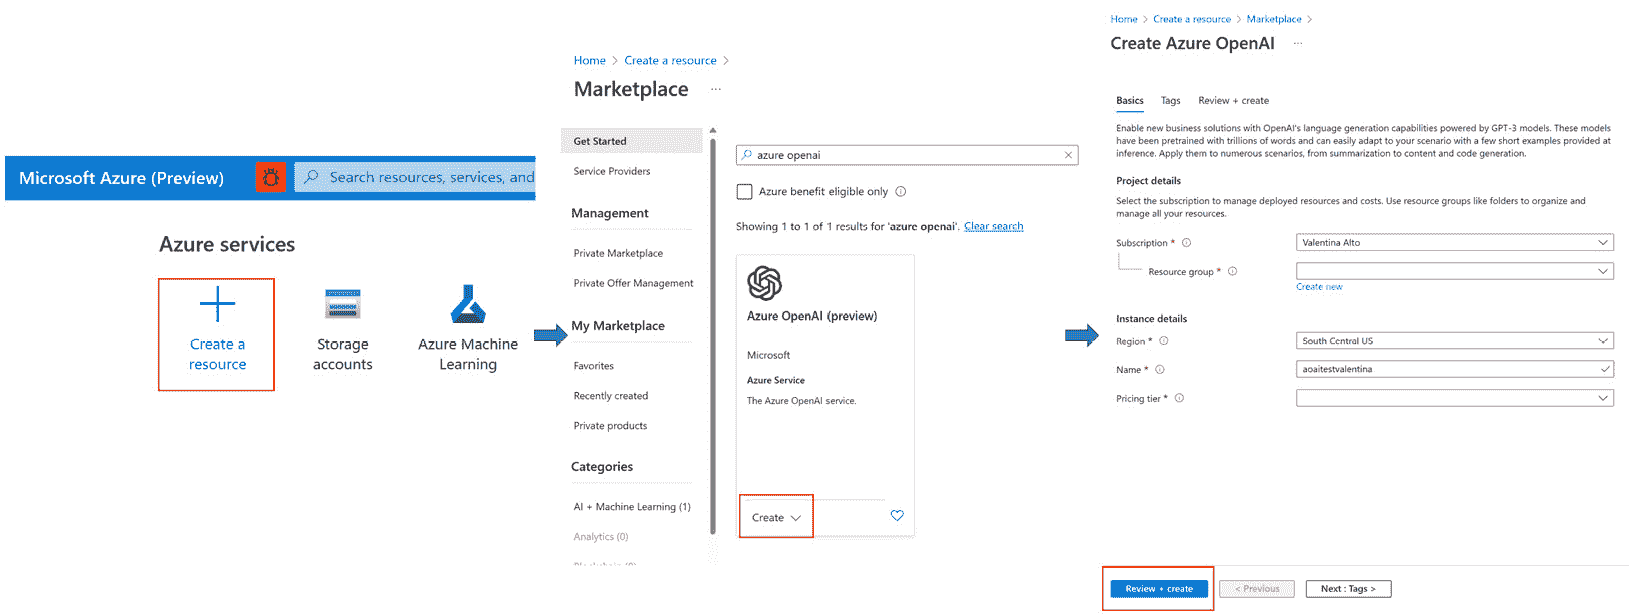 Microsoft Azure (Preview)
Search resources, services, and
Azure services
Create a
resource
Storage
accounts
Azure Machine
Learning
Home > Create a resource >
Marketplace ...
Get Started
Service Providers
Management
Private Marketplace
Private Offer Management
My Marketplace
Favorites
Recently created
Private products
Categories
AI + Machine Learning (1)
Analytics (0)
Blockchain (0)
azure openai
Azure benefit eligible only
Showing 1 to 1 of 1 results for 'azure openai'. Clear search
Azure OpenAI (preview)
Microsoft
Azure Service
The Azure OpenAI service.
Create
Home > Create a resource > Marketplace >
Create Azure OpenAI ...
Basics Tags Review + create
Enable new business solutions with OpenAI's language generation capabilities powered by GPT-3 models. These models
have been pretrained with trillions of words and can easily adapt to your scenario with a few short examples provided at
inference. Apply them to numerous scenarios, from summarization to content and code generation.
Project details
Select the subscription to manage deployed resources and costs. Use resource groups like folders to organize and
manage all your resources.
Subscription * Valentina Alto
Resource group *
Create new
Instance details
Region * South Central US
Name * aoaitestvalentina
Pricing tier *
Review + create < Previous Next : Tags >